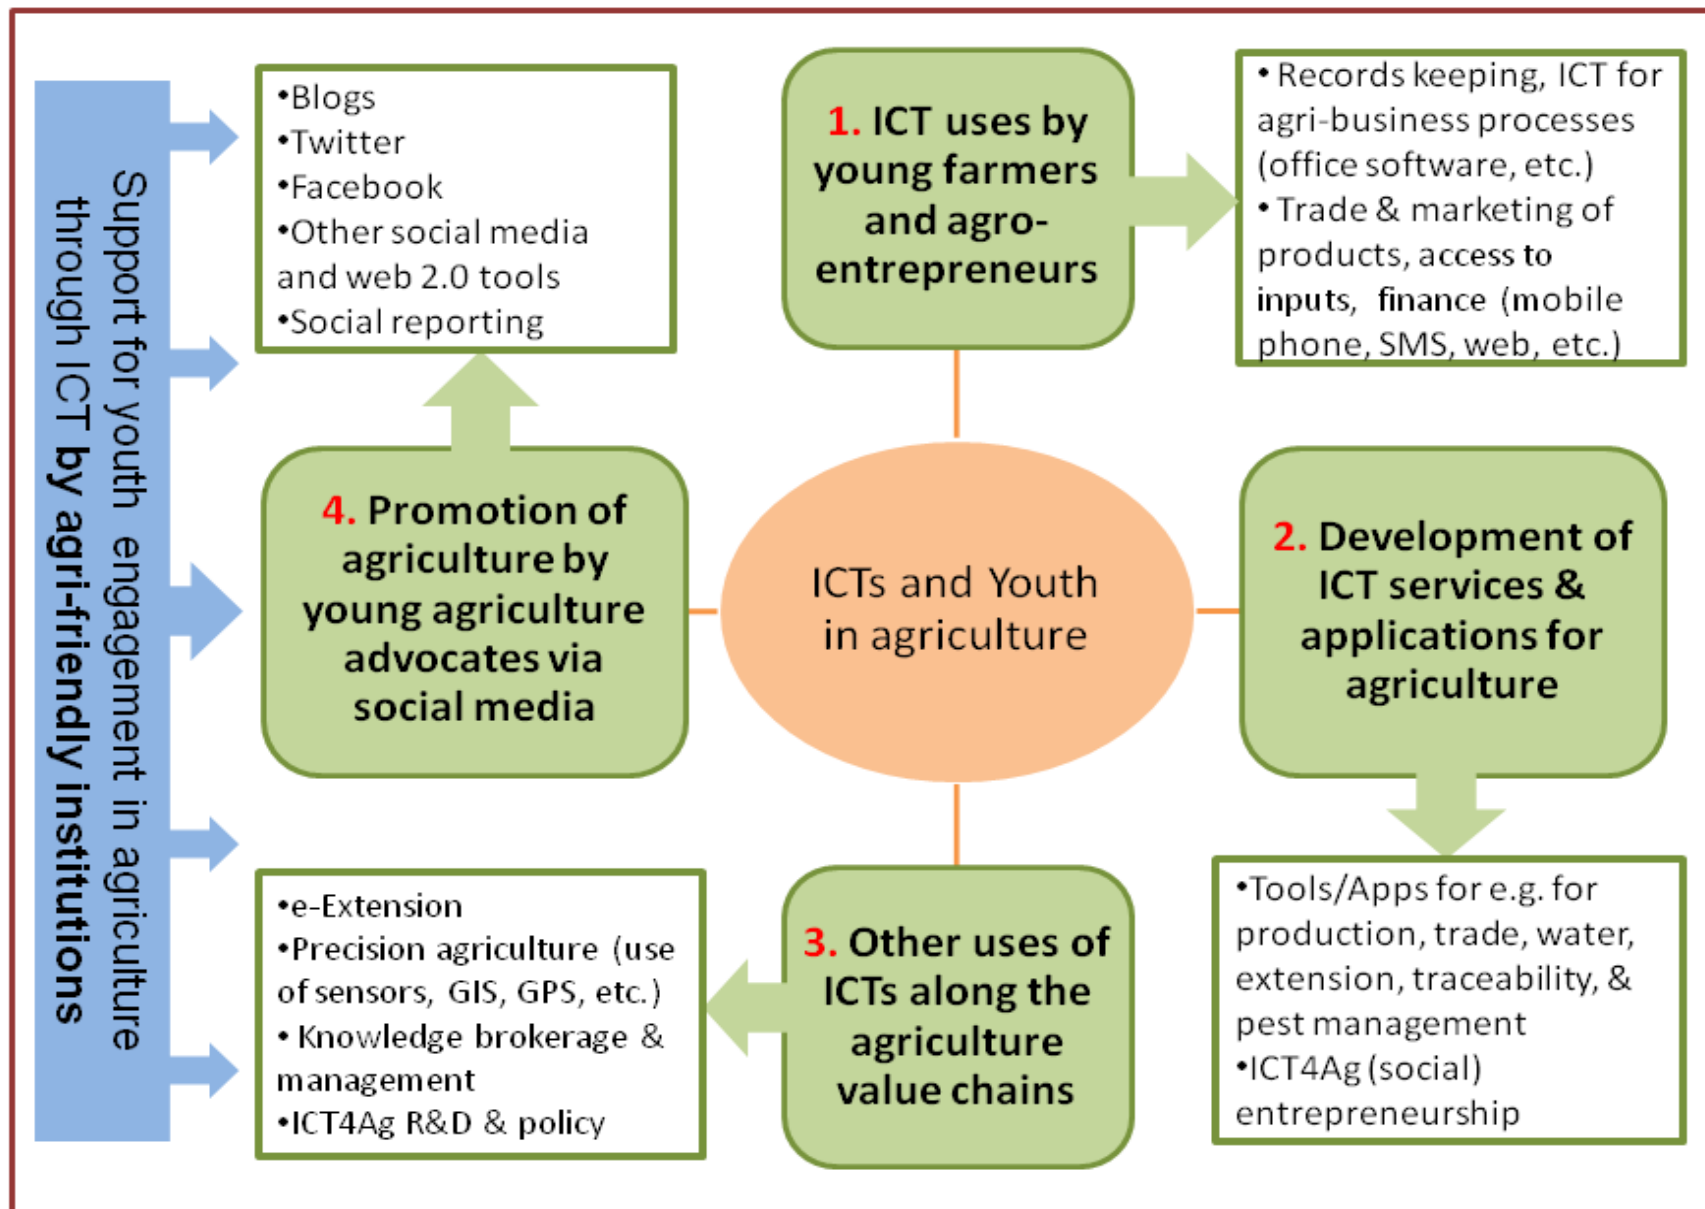 Support for youth engagement in agriculture
through ICT by agri-friendly institutions
•Blogs
•Twitter
•Facebook
•Other social media
and web 2.0 tools
•Social reporting
1. ICT uses by
young farmers
and agro-
entrepreneurs
• Records keeping, ICT for
agri-business processes
(office software, etc.)
• Trade & marketing of
products, access to
inputs, finance (mobile
phone, SMS, web, etc.)
4. Promotion of
agriculture by
young agriculture
advocates via
social media
ICTs and Youth
in agriculture
2. Development of
ICT services &
applications for
agriculture
•e-Extension
•Precision agriculture (use
of sensors, GIS, GPS, etc.)
• Knowledge brokerage &
management
•ICT4Ag R&D & policy
3. Other uses of
ICTs along the
agriculture
value chains
•Tools/Apps for e.g. for
production, trade, water,
extension, traceability, &
pest management
•ICT4Ag (social)
entrepreneurship